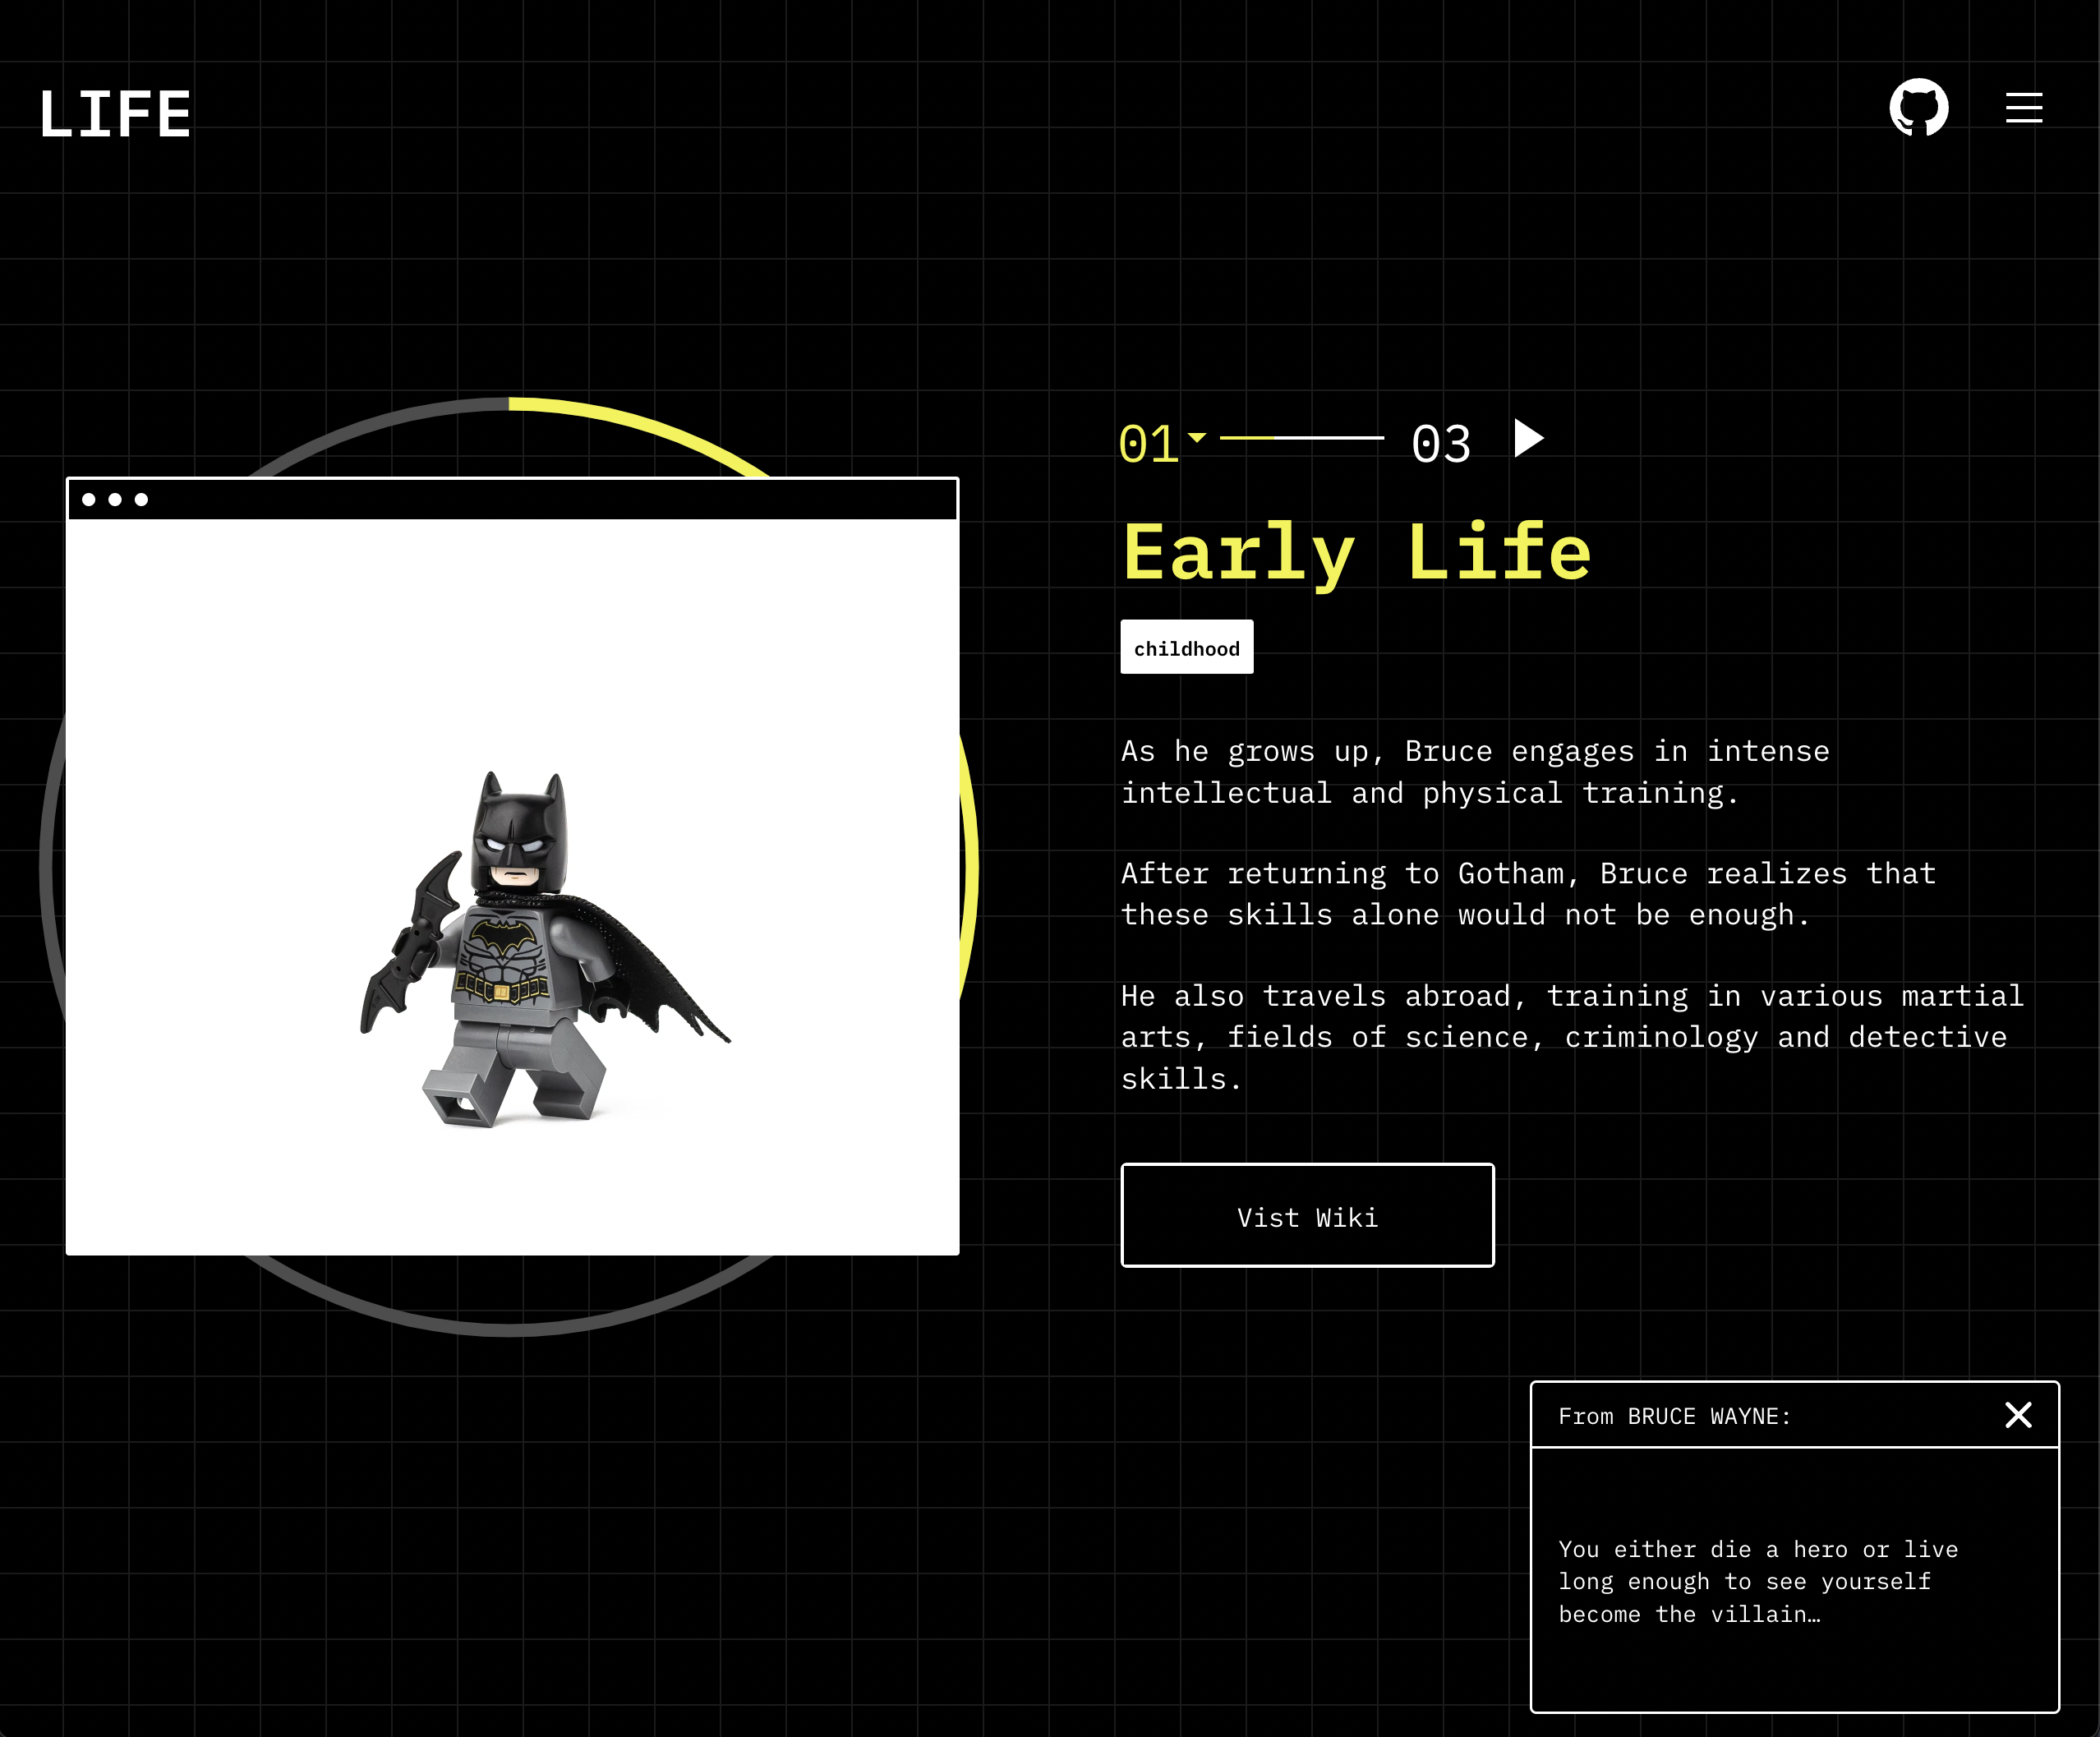 LIFE
01
03
Early Life
childhood
As he grows up, Bruce engages in intense
intellectual and physical training.
After returning to Gotham, Bruce realizes that
these skills alone would not be enough.
He also travels abroad, training in various martial
arts, fields of science, criminology and detective
skills.
Vist Wiki
From BRUCE WAYNE:
You either die a hero or live
long enough to see yourself
become the villain…